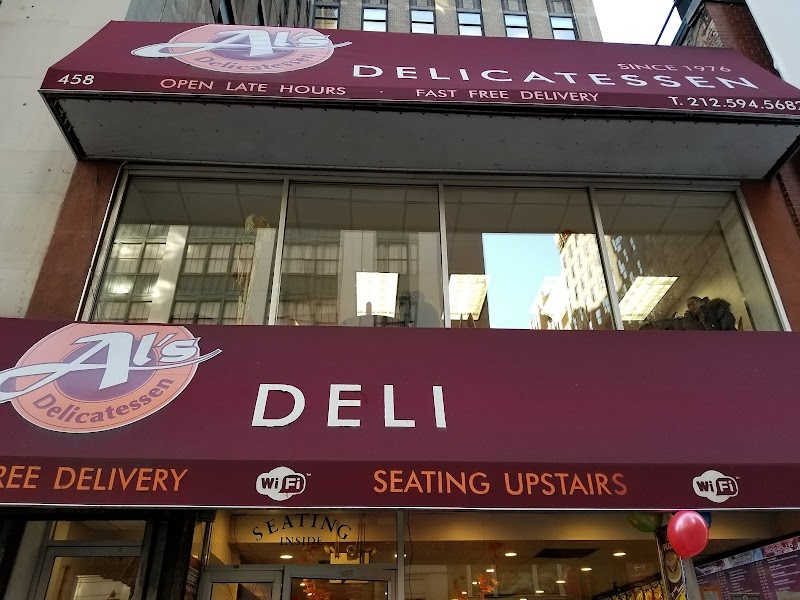 Al's
Delicatessen
SINCE 1976
DELICATESSEN
458
OPEN LATE HOURS · FAST FREE DELIVERY
T. 212.594.5682
Al's
Delicatessen
DELI
REE DELIVERY
WiFi
SEATING UPSTAIRS
WiFi
SEATING
INSIDE